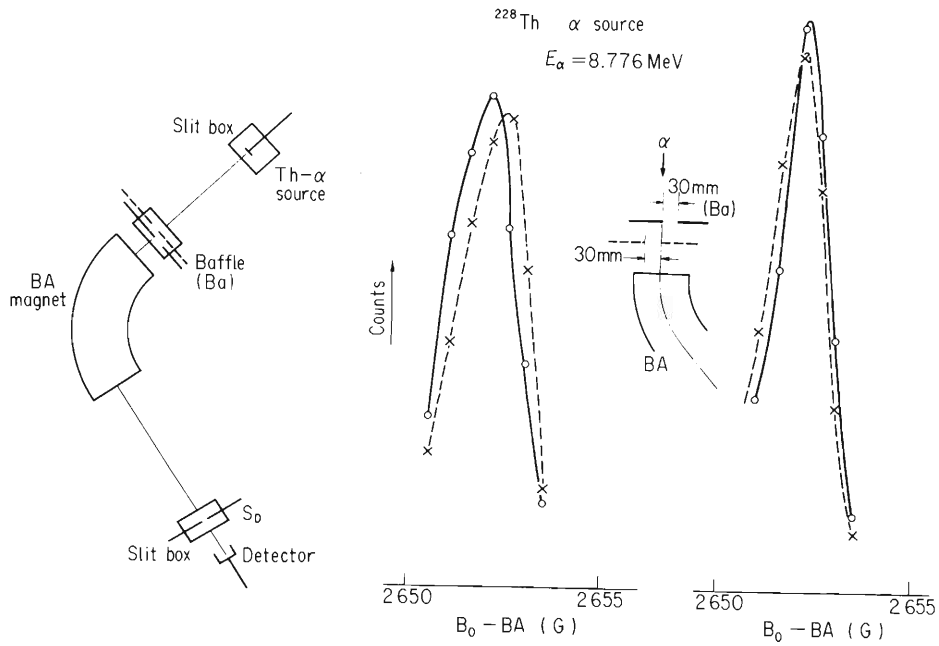 ²²⁸Th α source
Eα = 8.776 MeV
Slit box
Th-α
source
Baffle
(Ba)
BA
magnet
S_D
Slit box
Detector
Counts
α
30mm
(Ba)
30mm
BA
2650
2655
B₀ – BA (G)
2650
2655
B₀ – BA (G)